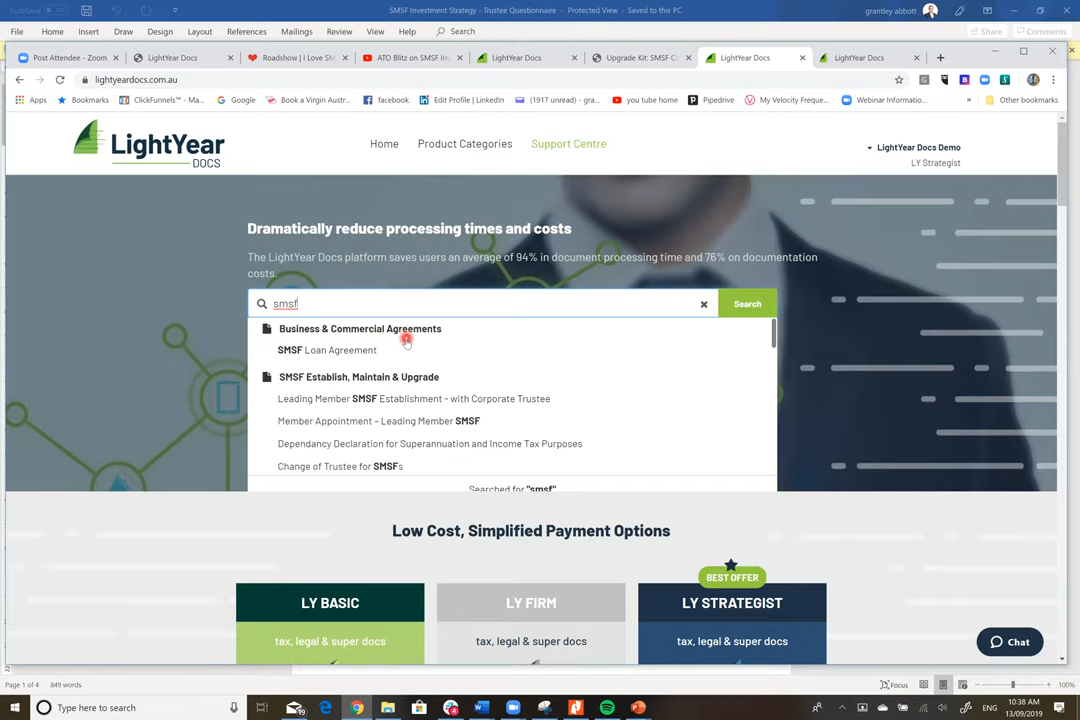 AutoSave
SMSF Investment Strategy - Trustee Questionnaire - Protected View - Saved to this PC
grantley abbott
File Home Insert Draw Design Layout References Mailings Review View Help Search
Share Comments
Post Attendee - Zoom LightYear Docs Roadshow | I Love SM ATO Blitz on SMSF Inv LightYear Docs Upgrade Kit: SMSF Co LightYear Docs LightYear Docs
lightyeardocs.com.au
Apps Bookmarks ClickFunnels™ - Ma... Google Book a Virgin Austr... facebook Edit Profile | LinkedIn (1917 unread) - gra... you tube home Pipedrive My Velocity Freque... Webinar Informatio... » Other bookmarks
LightYear
DOCS
Home Product Categories Support Centre
LightYear Docs Demo
LY Strategist
Dramatically reduce processing times and costs
The LightYear Docs platform saves users an average of 94% in document processing time and 76% on documentation
costs.
smsf
Search
Business & Commercial Agreements
SMSF Loan Agreement
SMSF Establish, Maintain & Upgrade
Leading Member SMSF Establishment - with Corporate Trustee
Member Appointment – Leading Member SMSF
Dependancy Declaration for Superannuation and Income Tax Purposes
Change of Trustee for SMSFs
Searched for "smsf"
Low Cost, Simplified Payment Options
BEST OFFER
LY BASIC LY FIRM LY STRATEGIST
tax, legal & super docs tax, legal & super docs tax, legal & super docs
Chat
Page 1 of 4 849 words
Focus
100%
Type here to search
19
10:38 AM
13/09/2019